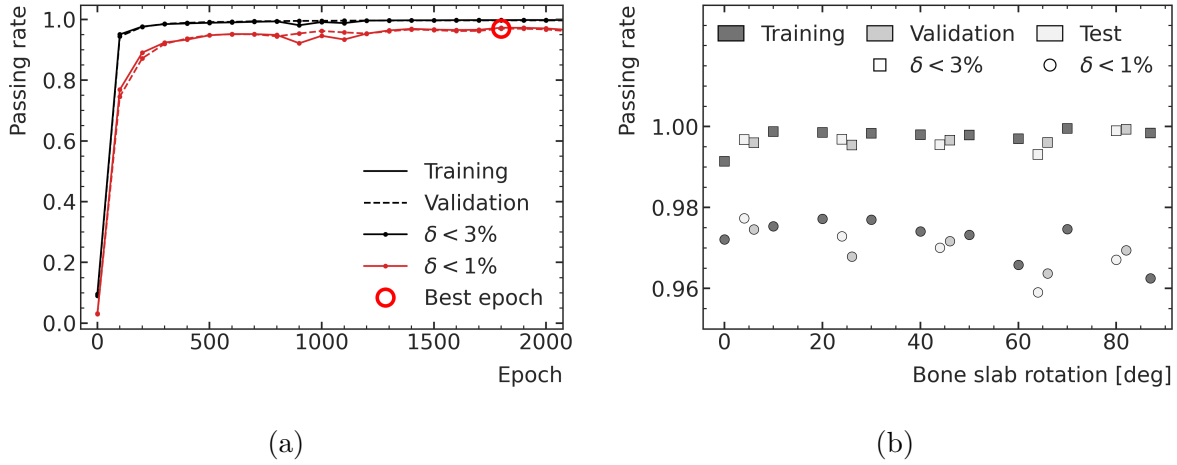 Passing rate
1.0
0.8
0.6
0.4
0.2
0.0
0 500 1000 1500 2000
Epoch
Training
Validation
δ < 3%
δ < 1%
Best epoch
(a)
Passing rate
1.00
0.98
0.96
0 20 40 60 80
Bone slab rotation [deg]
Training Validation Test
δ < 3% δ < 1%
(b)